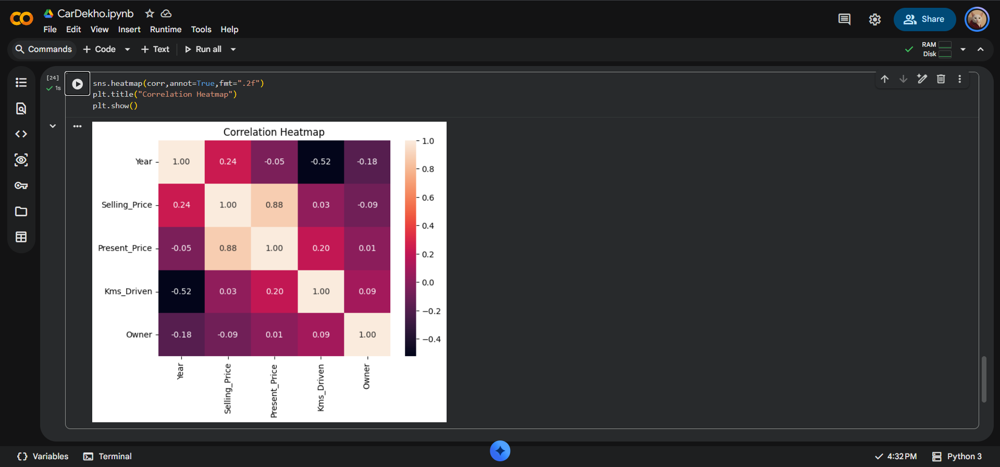 CarDekho.ipynb
File Edit View Insert Runtime Tools Help
Share
Commands + Code + Text Run all
RAM
Disk
[24]
1s
sns.heatmap(corr,annot=True,fmt=".2f")
plt.title("Correlation Heatmap")
plt.show()
Correlation Heatmap
Year 1.00 0.24 -0.05 -0.52 -0.18
Selling_Price 0.24 1.00 0.88 0.03 -0.09
Present_Price -0.05 0.88 1.00 0.20 0.01
Kms_Driven -0.52 0.03 0.20 1.00 0.09
Owner -0.18 -0.09 0.01 0.09 1.00
Year Selling_Price Present_Price Kms_Driven Owner
1.0
0.8
0.6
0.4
0.2
0.0
−0.2
−0.4
Variables Terminal
4:32 PM Python 3